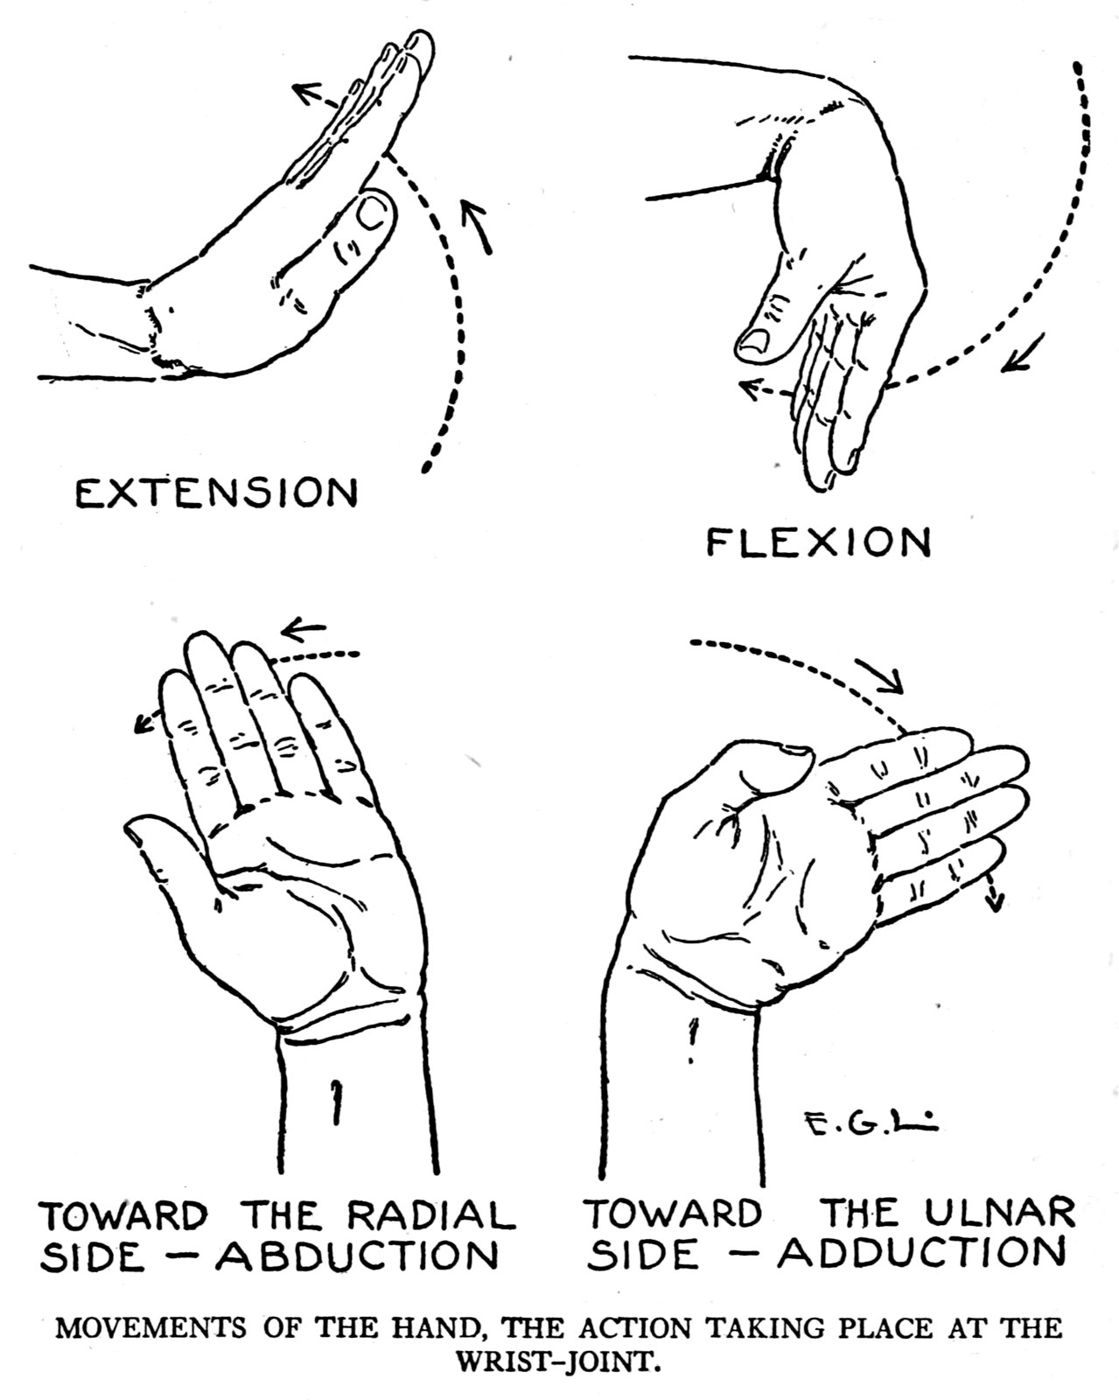 EXTENSION
FLEXION
E.G.L.
TOWARD THE RADIAL
SIDE — ABDUCTION
TOWARD THE ULNAR
SIDE — ADDUCTION
MOVEMENTS OF THE HAND, THE ACTION TAKING PLACE AT THE
WRIST-JOINT.